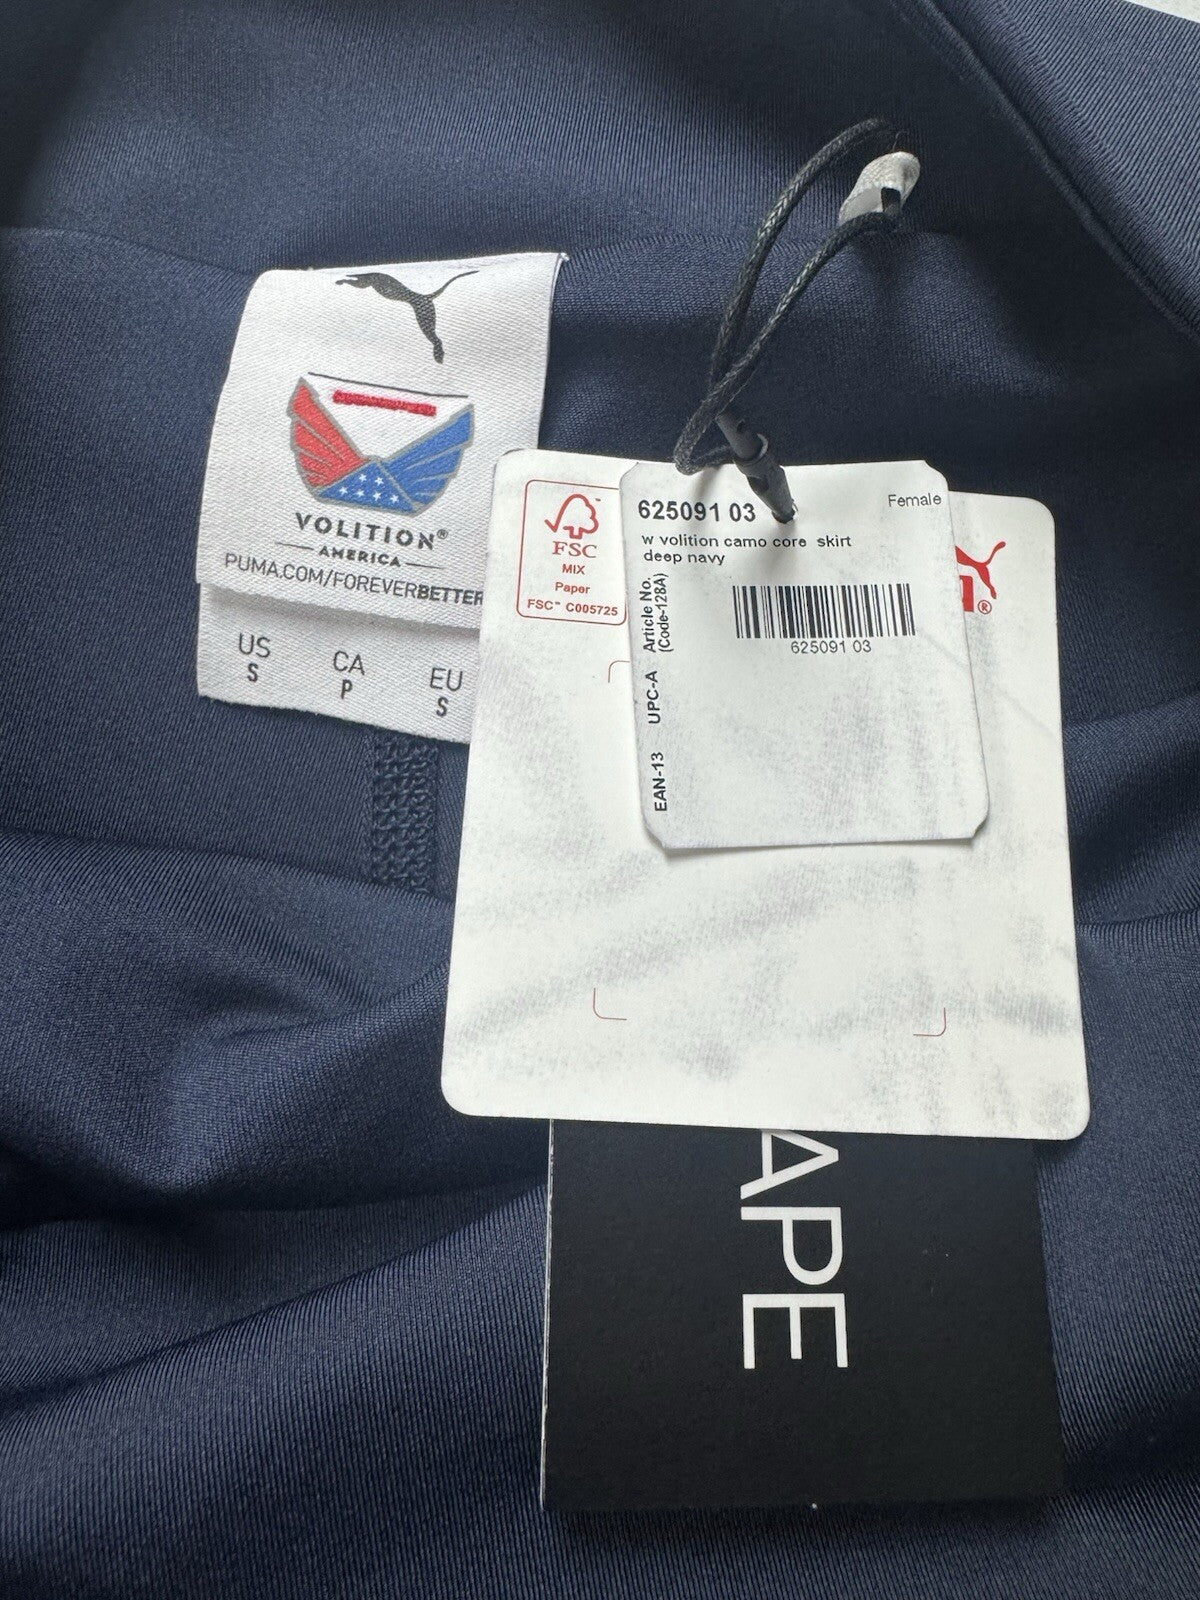 VOLITION®
AMERICA
PUMA.COM/FOREVERBETTER
US
S
CA
P
EU
S
FSC™
MIX
Paper
FSC™ C005725
625091 03
Female
w volition camo core skirt
deep navy
Article No.
(Code-128A)
625091 03
UPC-A
EAN-13
®
APE